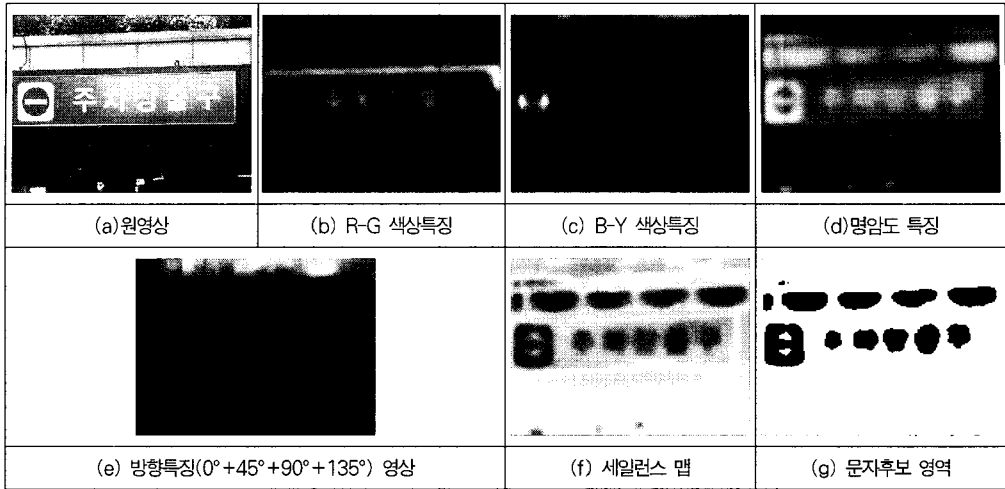 주차장출구
(a)원영상
(b) R-G 색상특징
(c) B-Y 색상특징
(d)명암도 특징
(e) 방향특징(0°+45°+90°+135°) 영상
(f) 세일런스 맵
(g) 문자후보 영역